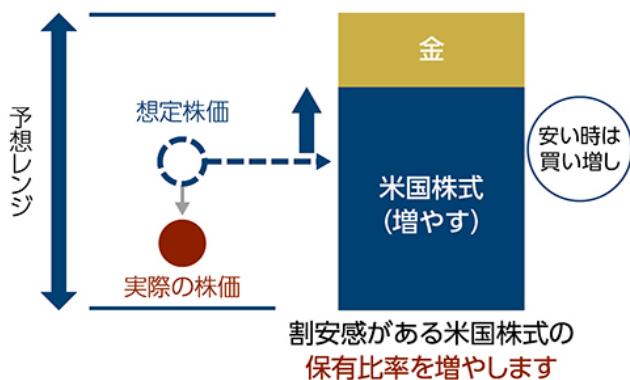 予想レンジ
想定株価
実際の株価
金
米国株式
(増やす)
安い時は
買い増し
割安感がある米国株式の
保有比率を増やします